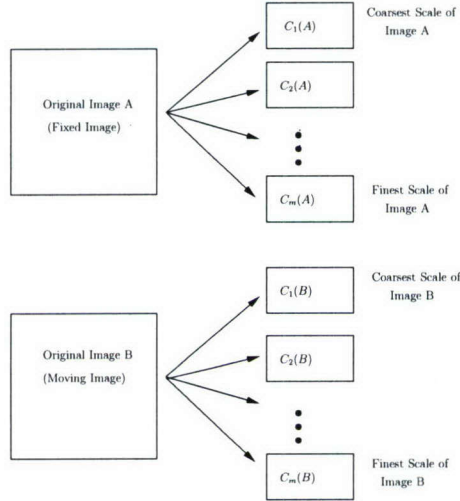 C₁(A)
Coarsest Scale of
Image A
Original Image A
(Fixed Image)
C₂(A)
Cₘ(A)
Finest Scale of
Image A
C₁(B)
Coarsest Scale of
Image B
Original Image B
(Moving Image)
C₂(B)
Cₘ(B)
Finest Scale of
Image B